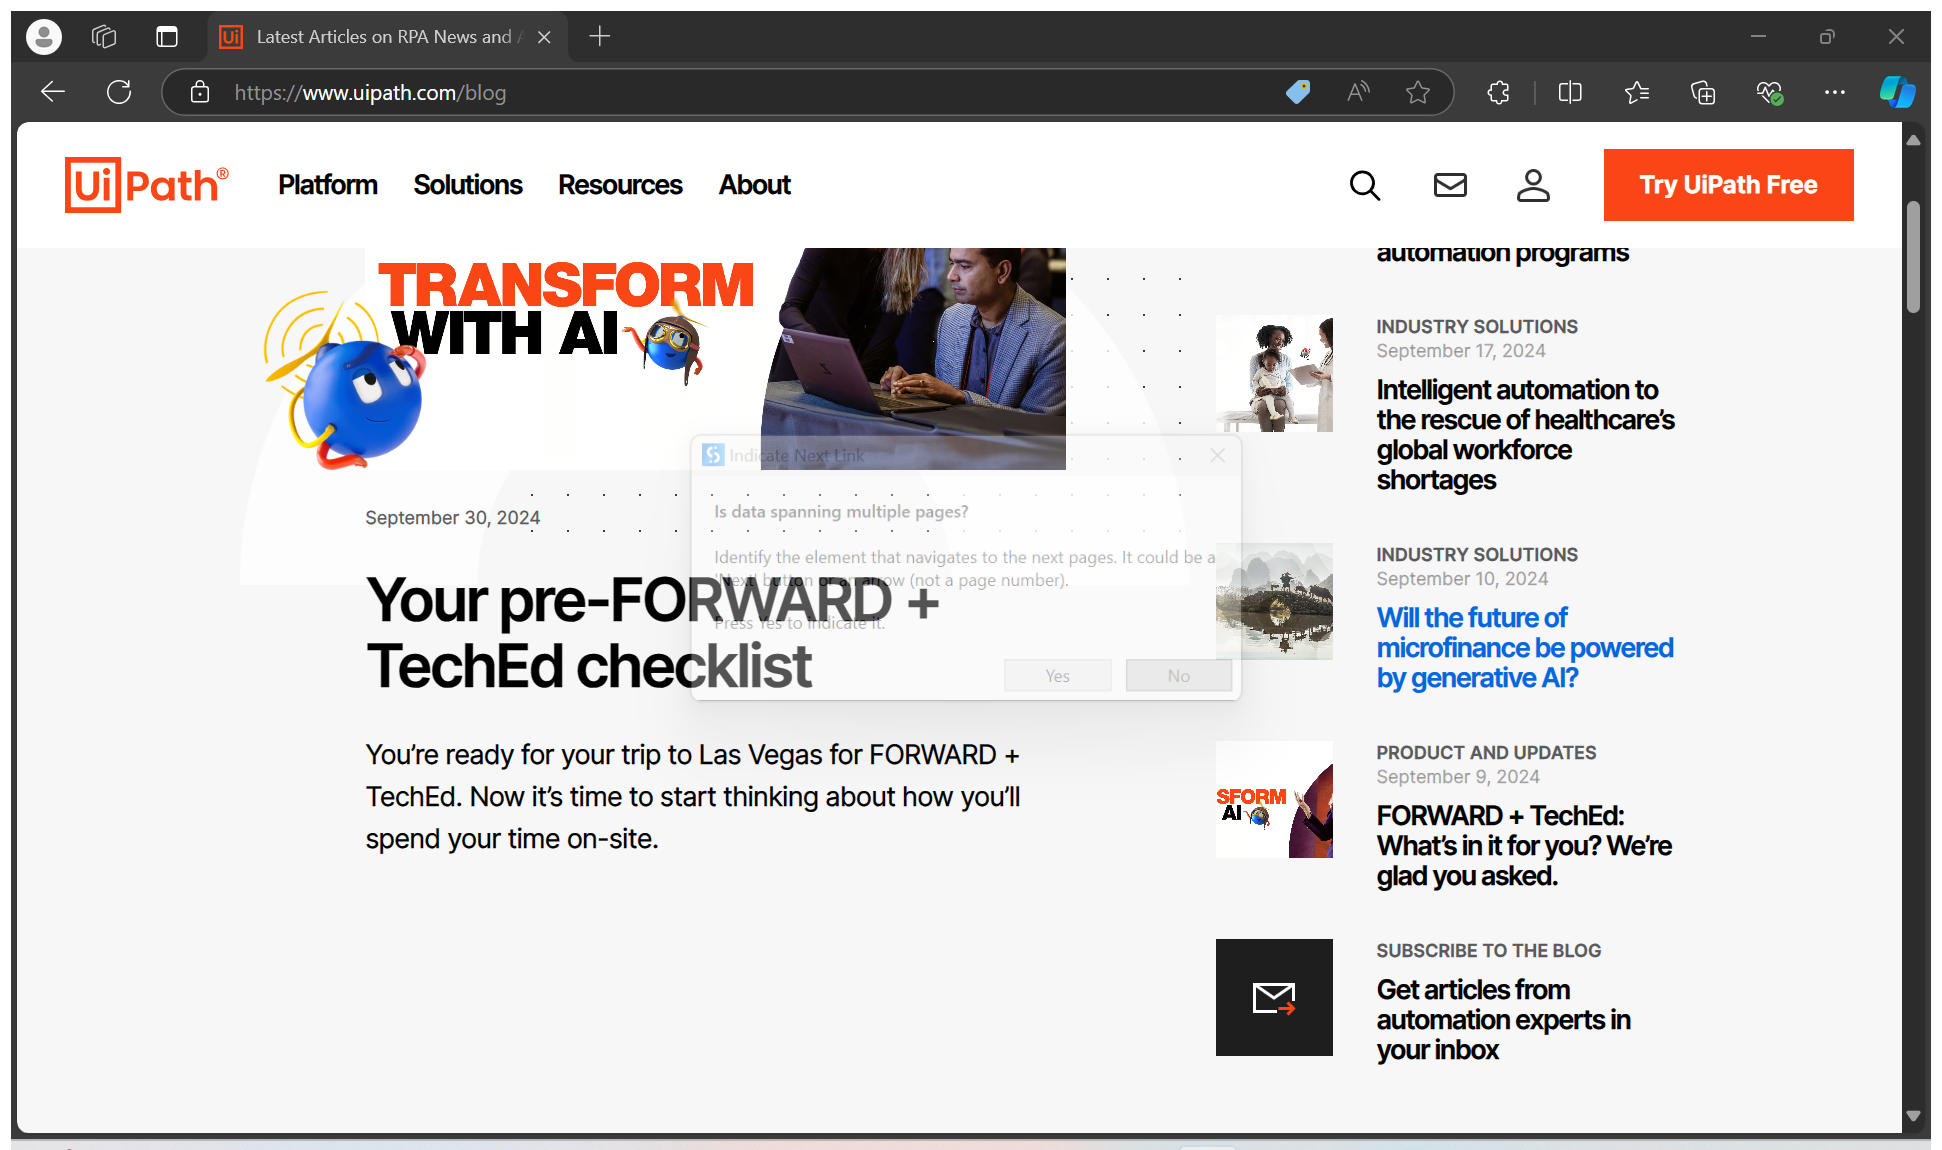 Latest Articles on RPA News and A
https://www.uipath.com/blog
UiPath®
Platform
Solutions
Resources
About
Try UiPath Free
TRANSFORM
WITH AI
September 30, 2024
Your pre-FORWARD +
TechEd checklist
You’re ready for your trip to Las Vegas for FORWARD +
TechEd. Now it’s time to start thinking about how you’ll
spend your time on-site.
Indicate Next Link
Is data spanning multiple pages?
Identify the element that navigates to the next pages. It could be a
'Next' button or an arrow (not a page number).
Press Yes to indicate it.
Yes
No
automation programs
INDUSTRY SOLUTIONS
September 17, 2024
Intelligent automation to
the rescue of healthcare’s
global workforce
shortages
INDUSTRY SOLUTIONS
September 10, 2024
Will the future of
microfinance be powered
by generative AI?
SFORM
AI
PRODUCT AND UPDATES
September 9, 2024
FORWARD + TechEd:
What’s in it for you? We’re
glad you asked.
SUBSCRIBE TO THE BLOG
Get articles from
automation experts in
your inbox